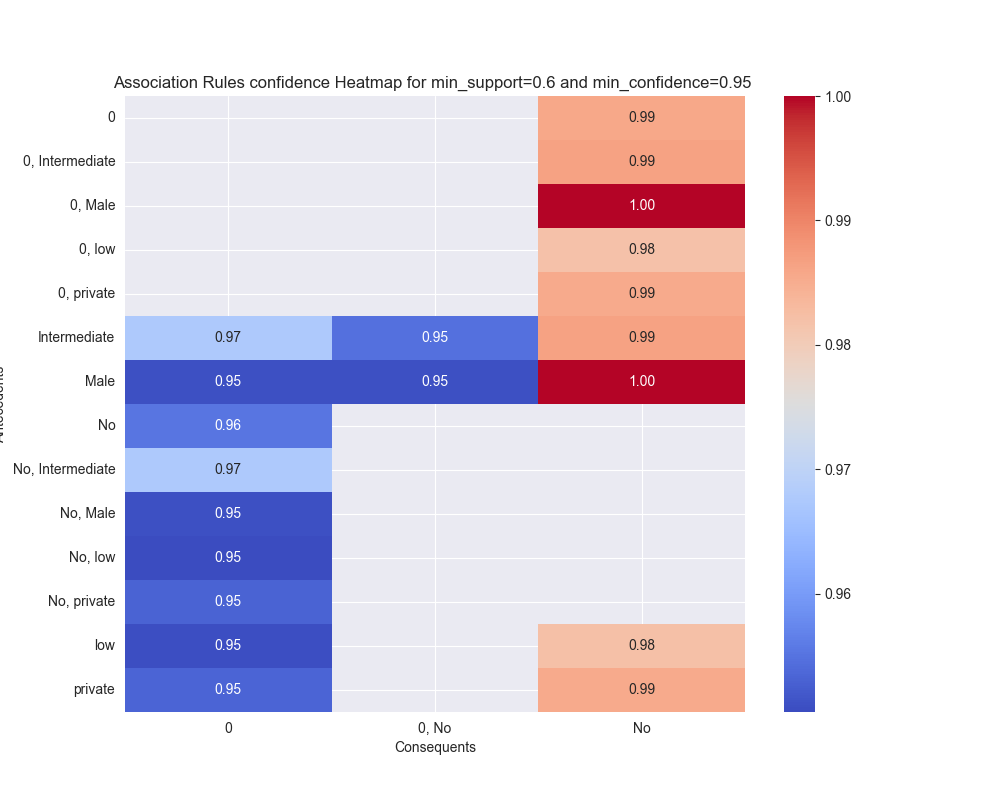 Association Rules confidence Heatmap for min_support=0.6 and min_confidence=0.95
0 0.99
0, Intermediate 0.99
0, Male 1.00
0, low 0.98
0, private 0.99
Intermediate 0.97 0.95 0.99
Male 0.95 0.95 1.00
No 0.96
No, Intermediate 0.97
No, Male 0.95
No, low 0.95
No, private 0.95
low 0.95 0.98
private 0.95 0.99
0 0, No No
Consequents
1.00
0.99
0.98
0.97
0.96